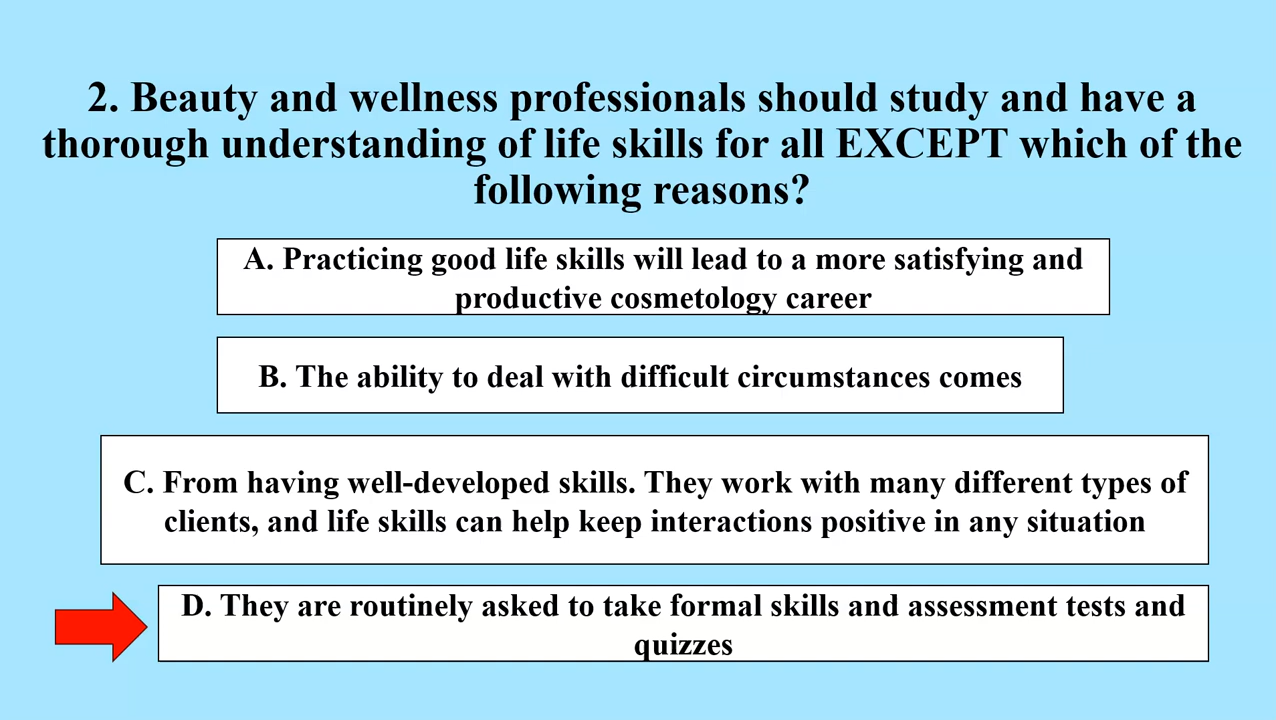 2. Beauty and wellness professionals should study and have a
thorough understanding of life skills for all EXCEPT which of the
following reasons?
A. Practicing good life skills will lead to a more satisfying and
productive cosmetology career
B. The ability to deal with difficult circumstances comes
C. From having well-developed skills. They work with many different types of
clients, and life skills can help keep interactions positive in any situation
D. They are routinely asked to take formal skills and assessment tests and
quizzes